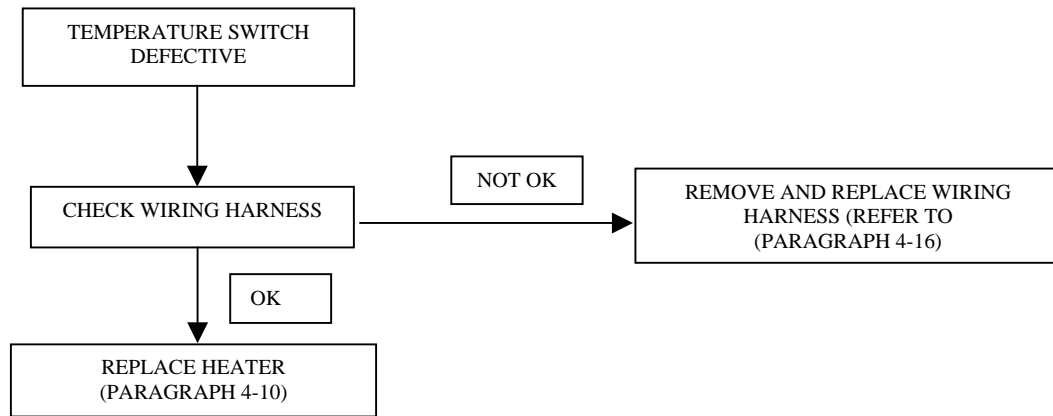 TEMPERATURE SWITCH
DEFECTIVE
NOT OK
CHECK WIRING HARNESS
REMOVE AND REPLACE WIRING
HARNESS (REFER TO
(PARAGRAPH 4-16)
OK
REPLACE HEATER
(PARAGRAPH 4-10)